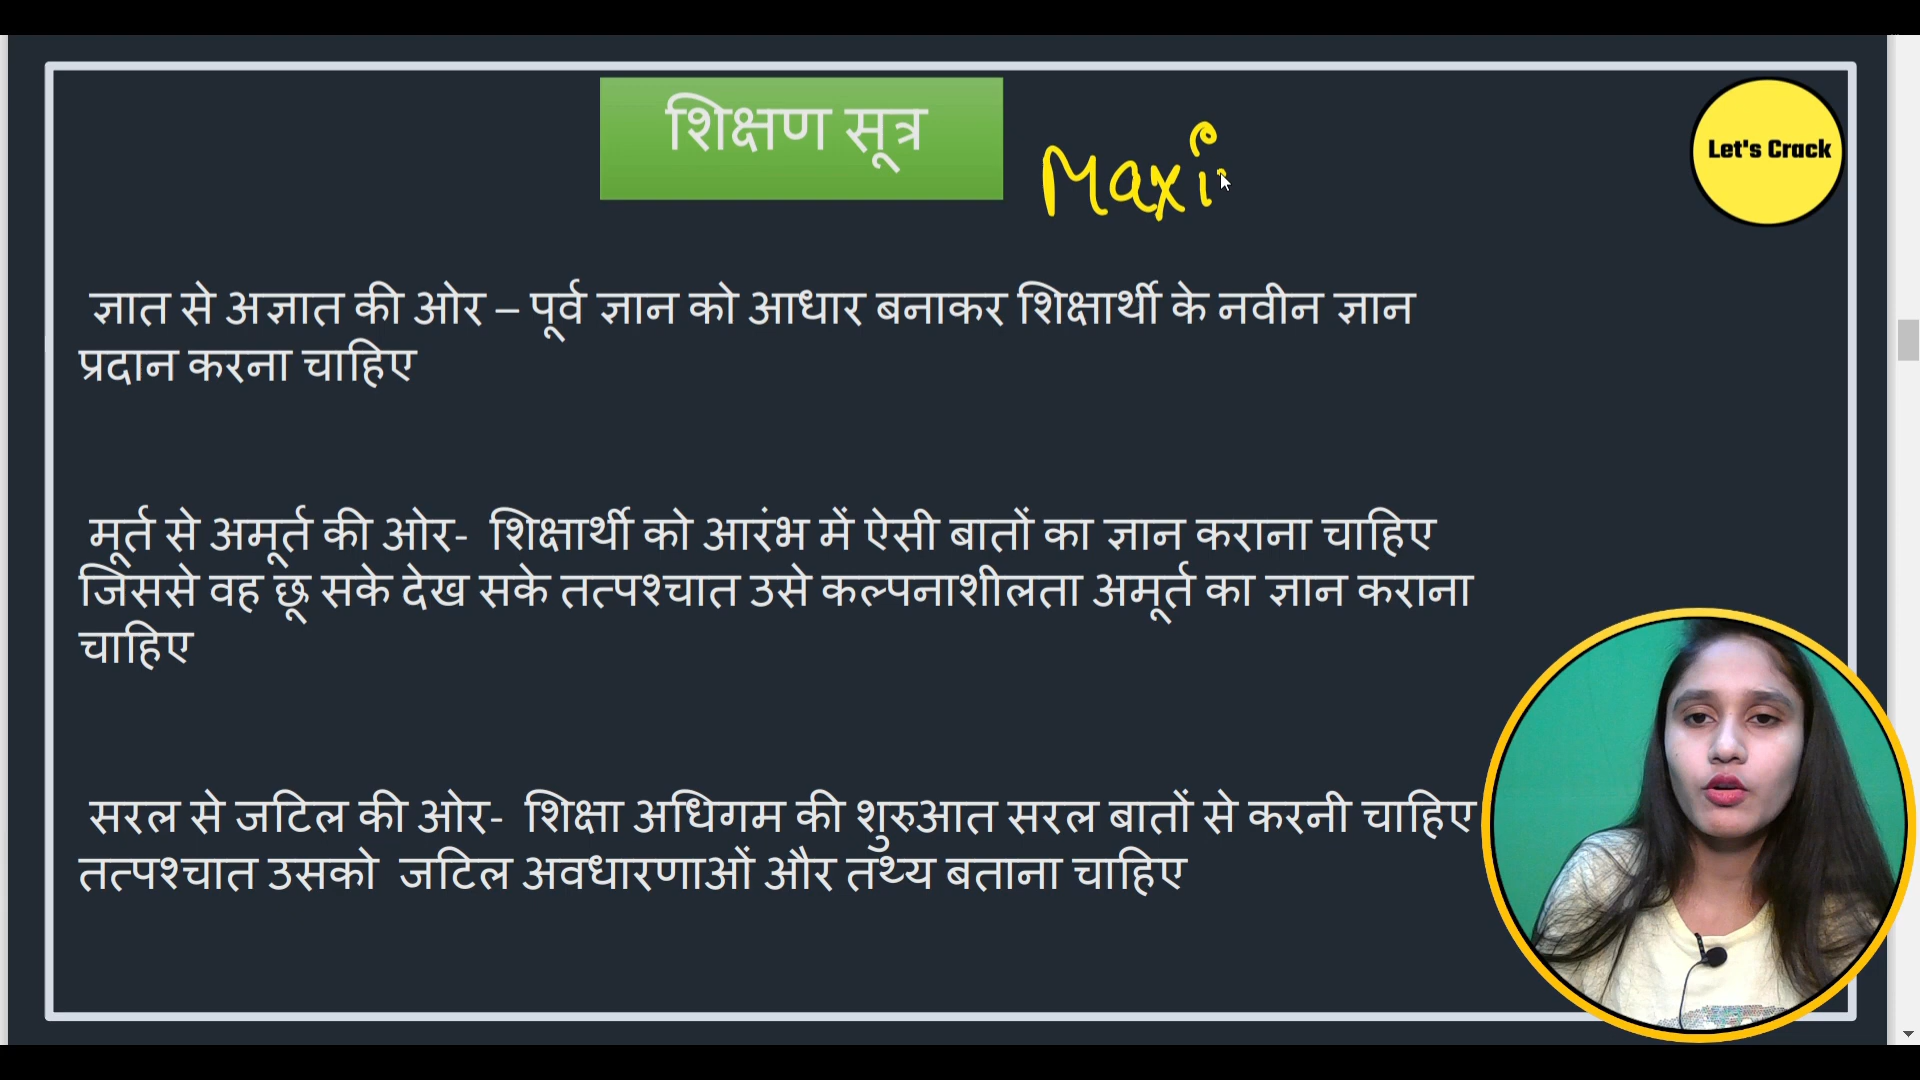 शिक्षण सूत्र
Maxi
Let's Crack
ज्ञात से अज्ञात की ओर – पूर्व ज्ञान को आधार बनाकर शिक्षार्थी के नवीन ज्ञान
प्रदान करना चाहिए
मूर्त से अमूर्त की ओर- शिक्षार्थी को आरंभ में ऐसी बातों का ज्ञान कराना चाहिए
जिससे वह छू सके देख सके तत्पश्चात उसे कल्पनाशीलता अमूर्त का ज्ञान कराना
चाहिए
सरल से जटिल की ओर- शिक्षा अधिगम की शुरुआत सरल बातों से करनी चाहिए
तत्पश्चात उसको जटिल अवधारणाओं और तथ्य बताना चाहिए